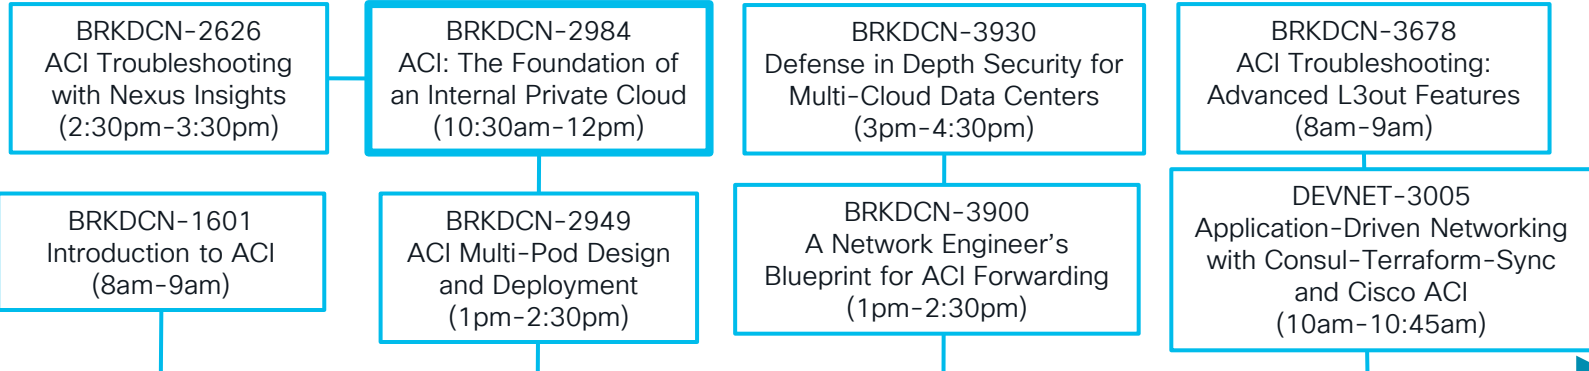 BRKDCN-2626
ACI Troubleshooting
with Nexus Insights
(2:30pm-3:30pm)
BRKDCN-2984
ACI: The Foundation of
an Internal Private Cloud
(10:30am-12pm)
BRKDCN-3930
Defense in Depth Security for
Multi-Cloud Data Centers
(3pm-4:30pm)
BRKDCN-3678
ACI Troubleshooting:
Advanced L3out Features
(8am-9am)
BRKDCN-1601
Introduction to ACI
(8am-9am)
BRKDCN-2949
ACI Multi-Pod Design
and Deployment
(1pm-2:30pm)
BRKDCN-3900
A Network Engineer’s
Blueprint for ACI Forwarding
(1pm-2:30pm)
DEVNET-3005
Application-Driven Networking
with Consul-Terraform-Sync
and Cisco ACI
(10am-10:45am)